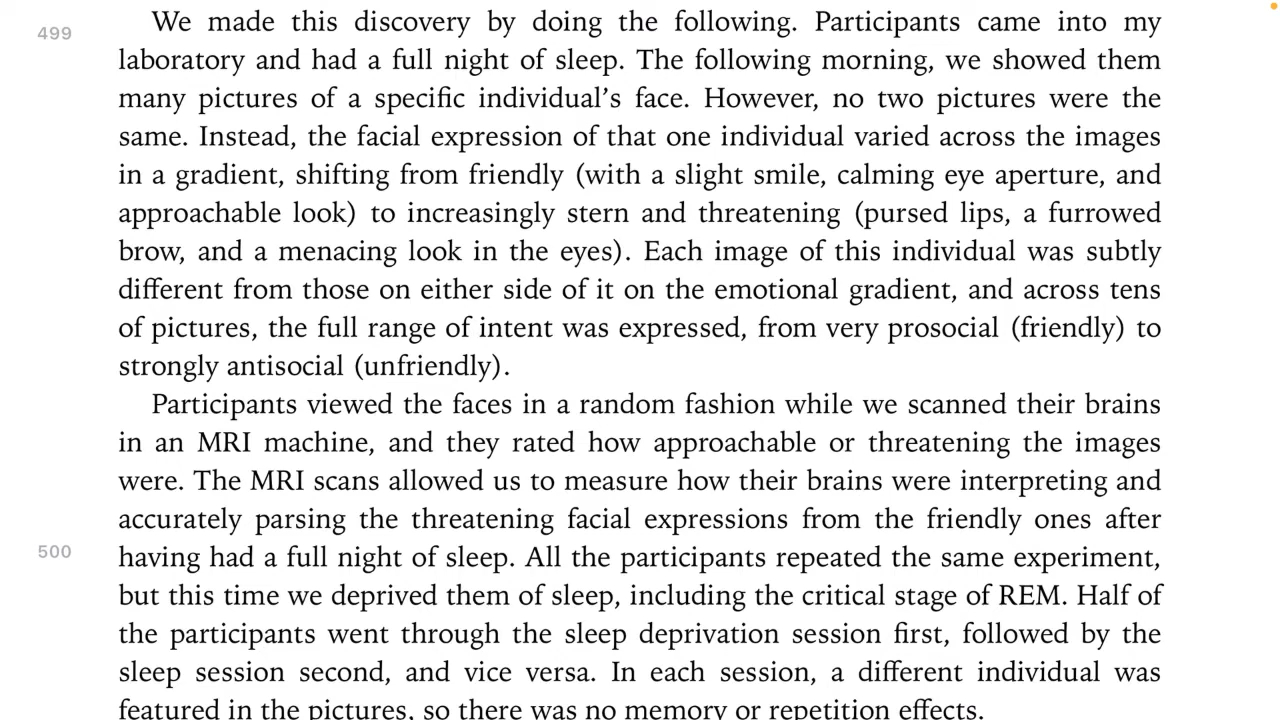 499
We made this discovery by doing the following. Participants came into my
laboratory and had a full night of sleep. The following morning, we showed them
many pictures of a specific individual’s face. However, no two pictures were the
same. Instead, the facial expression of that one individual varied across the images
in a gradient, shifting from friendly (with a slight smile, calming eye aperture, and
approachable look) to increasingly stern and threatening (pursed lips, a furrowed
brow, and a menacing look in the eyes). Each image of this individual was subtly
different from those on either side of it on the emotional gradient, and across tens
of pictures, the full range of intent was expressed, from very prosocial (friendly) to
strongly antisocial (unfriendly).
Participants viewed the faces in a random fashion while we scanned their brains
in an MRI machine, and they rated how approachable or threatening the images
were. The MRI scans allowed us to measure how their brains were interpreting and
accurately parsing the threatening facial expressions from the friendly ones after
500
having had a full night of sleep. All the participants repeated the same experiment,
but this time we deprived them of sleep, including the critical stage of REM. Half of
the participants went through the sleep deprivation session first, followed by the
sleep session second, and vice versa. In each session, a different individual was
featured in the pictures, so there was no memory or repetition effects.